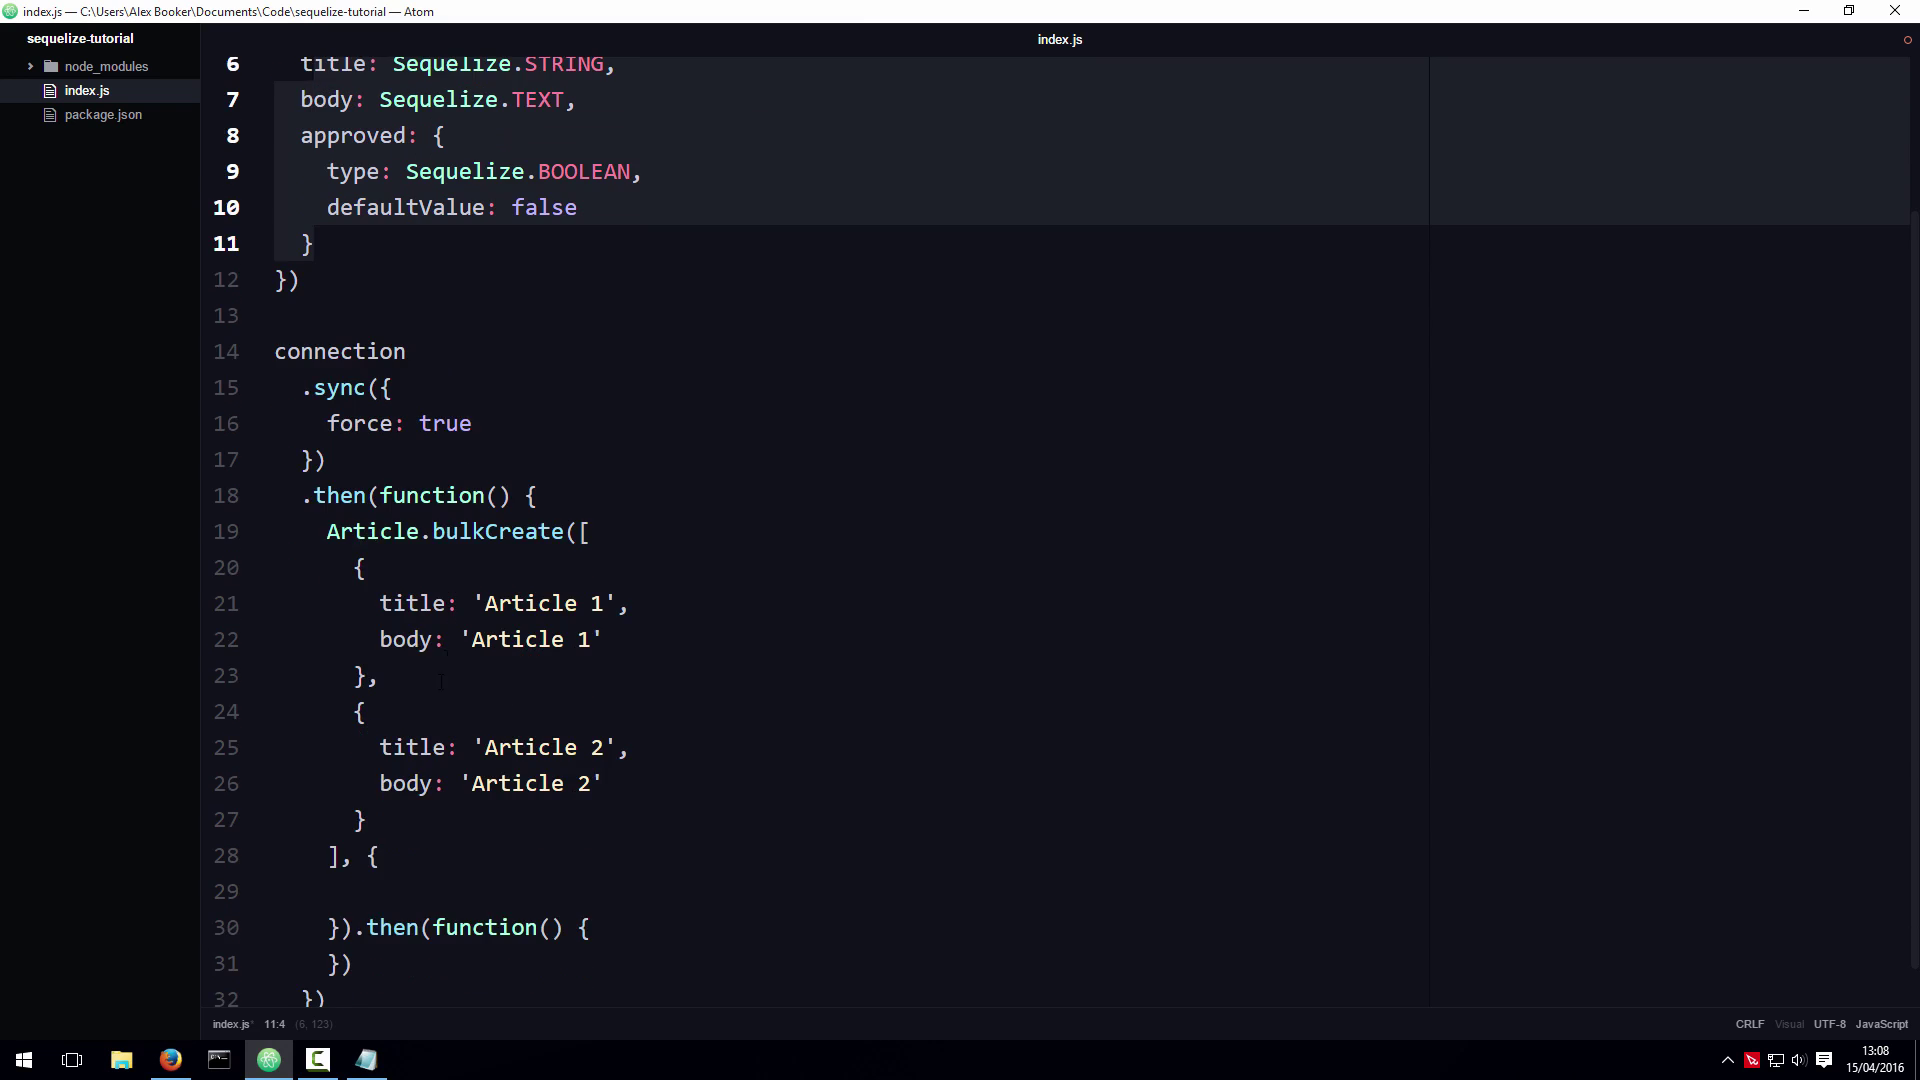 index.js — C:\Users\Alex Booker\Documents\Code\sequelize-tutorial — Atom
sequelize-tutorial
node_modules
index.js
package.json
index.js
6 title: Sequelize.STRING,
7 body: Sequelize.TEXT,
8 approved: {
9 type: Sequelize.BOOLEAN,
10 defaultValue: false
11 }
12 })
13
14 connection
15 .sync({
16 force: true
17 })
18 .then(function() {
19 Article.bulkCreate([
20 {
21 title: 'Article 1',
22 body: 'Article 1'
23 },
24 {
25 title: 'Article 2',
26 body: 'Article 2'
27 }
28 ], {
29
30 }).then(function() {
31 })
32 })
index.js* 11:4 (6, 123) CRLF Visual UTF-8 JavaScript
13:08
15/04/2016